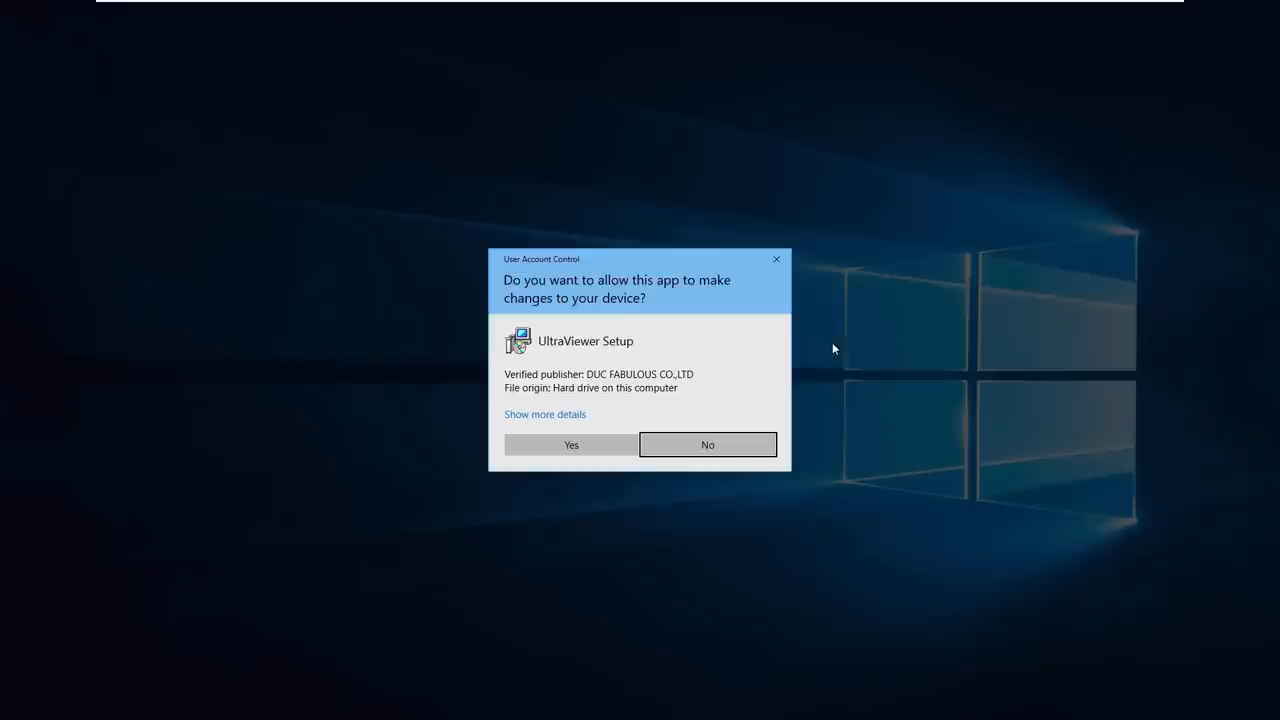 User Account Control
Do you want to allow this app to make
changes to your device?
UltraViewer Setup
Verified publisher: DUC FABULOUS CO.,LTD
File origin: Hard drive on this computer
Show more details
Yes
No